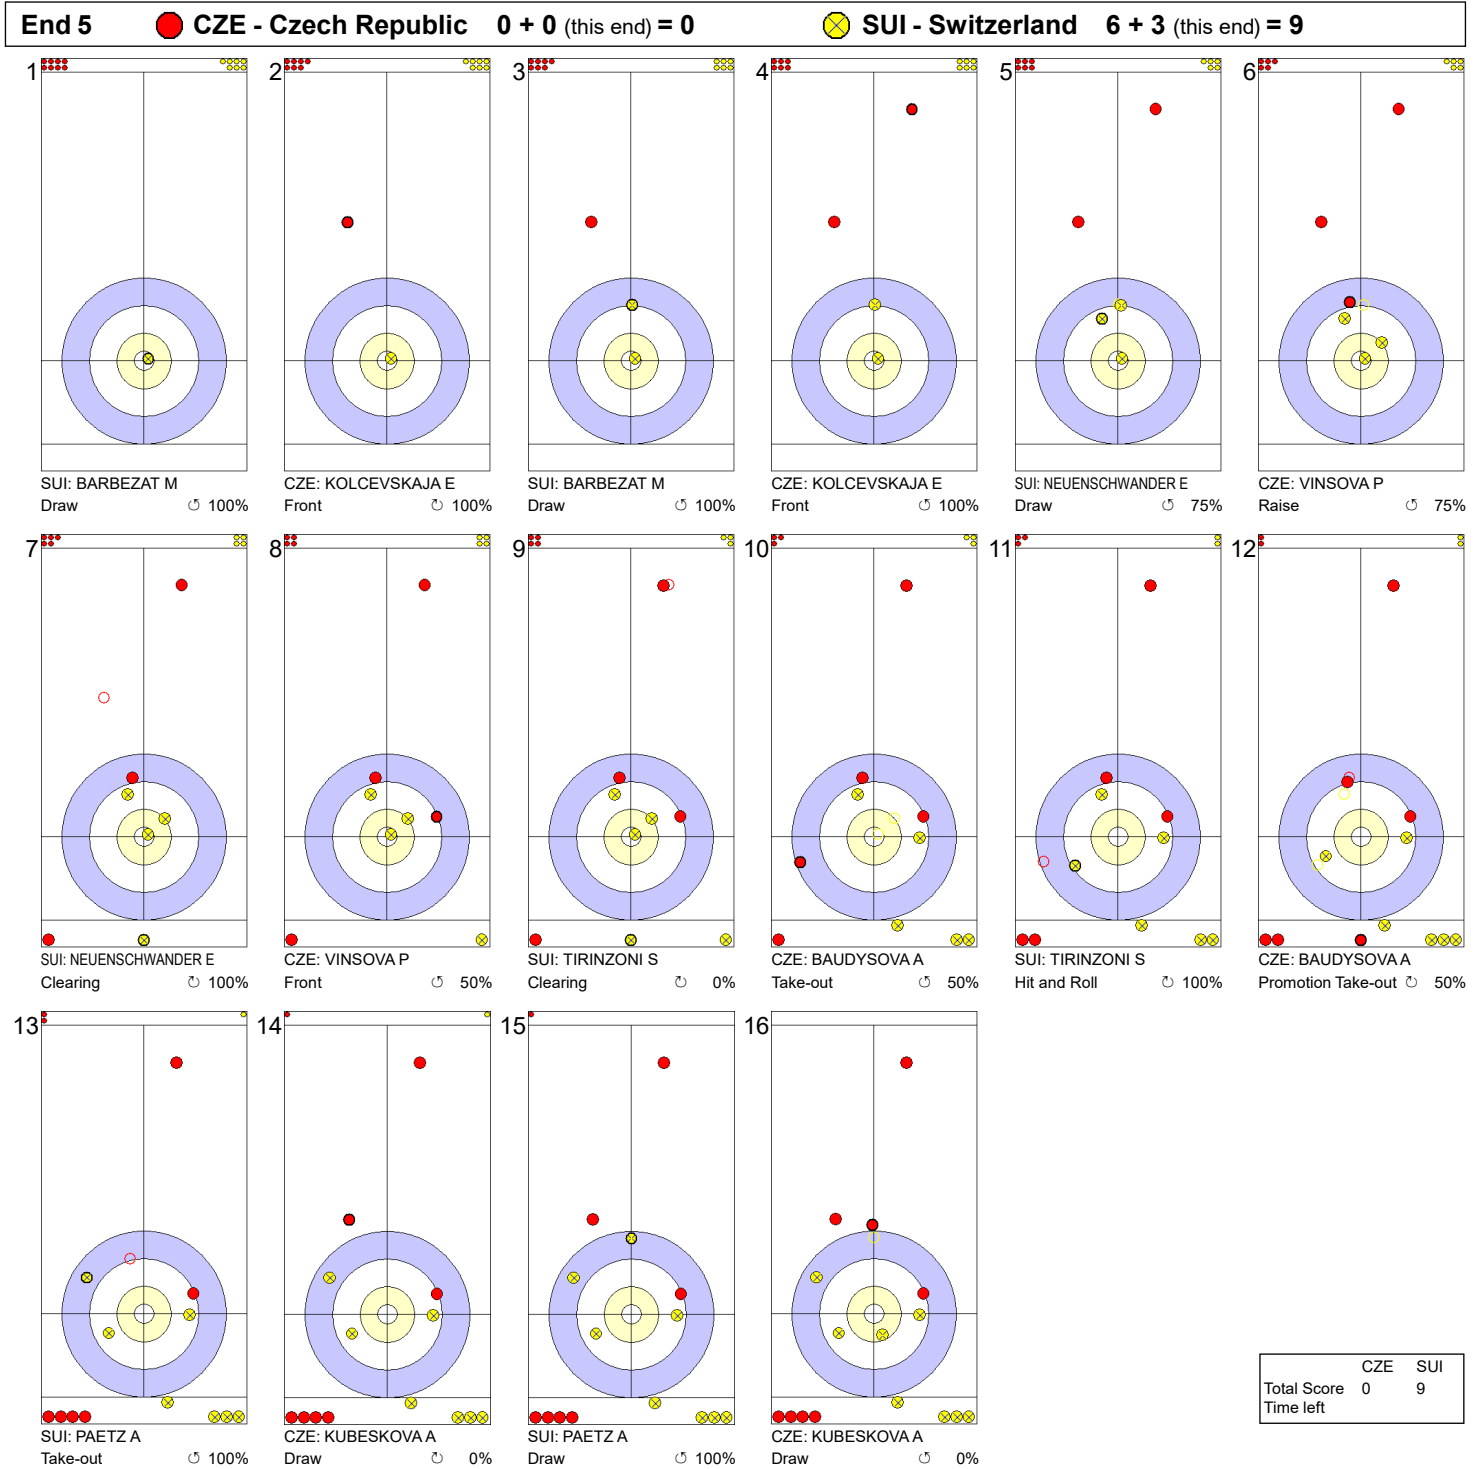 End 5 CZE - Czech Republic 0 + 0 (this end) = 0 SUI - Switzerland 6 + 3 (this end) = 9
1 2 3 4 5 6
SUI: BARBEZAT M CZE: KOLCEVSKAJA E SUI: BARBEZAT M CZE: KOLCEVSKAJA E SUI: NEUENSCHWANDER E CZE: VINSOVA P
Draw ↺ 100% Front ↻ 100% Draw ↺ 100% Front ↻ 100% Draw ↺ 75% Raise ↺ 75%
7 8 9 10 11 12
SUI: NEUENSCHWANDER E CZE: VINSOVA P SUI: TIRINZONI S CZE: BAUDYSOVA A SUI: TIRINZONI S CZE: BAUDYSOVA A
Clearing ↻ 100% Front ↻ 50% Clearing ↻ 0% Take-out ↺ 50% Hit and Roll ↻ 100% Promotion Take-out ↻ 50%
13 14 15 16
SUI: PAETZ A CZE: KUBESKOVA A SUI: PAETZ A CZE: KUBESKOVA A
Take-out ↺ 100% Draw ↻ 0% Draw ↺ 100% Draw ↺ 0%
CZE SUI
Total Score 0 9
Time left